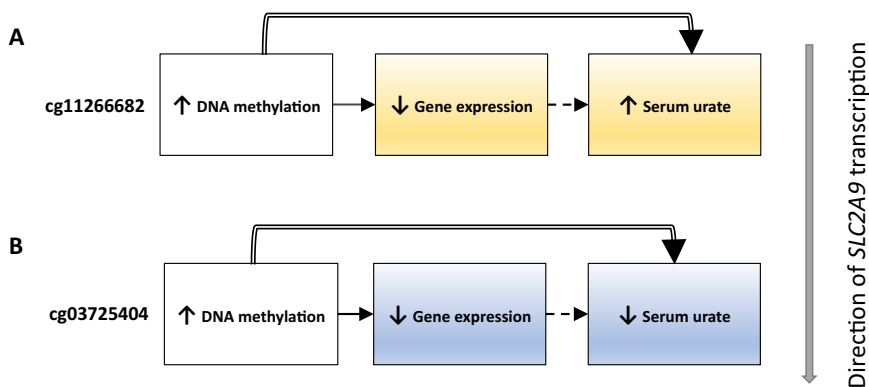 A
cg11266682
↑ DNA methylation
↓ Gene expression
↑ Serum urate
B
cg03725404
↑ DNA methylation
↓ Gene expression
↓ Serum urate
Direction of SLC2A9 transcription